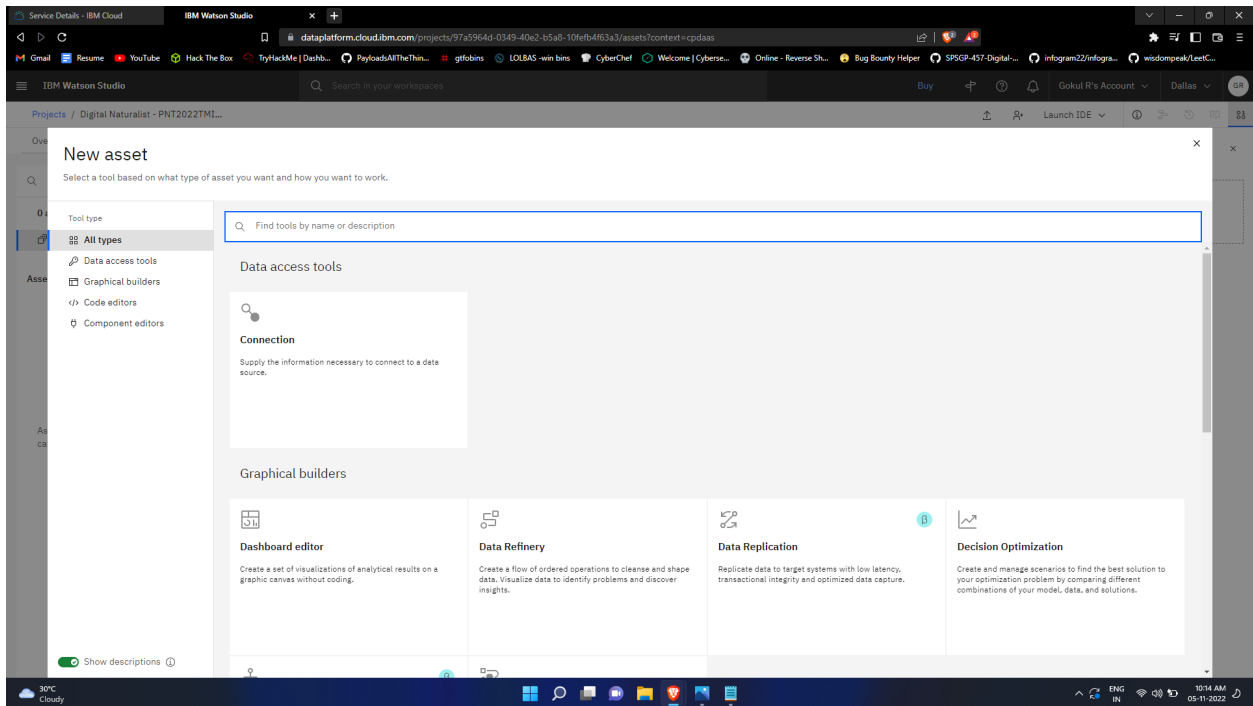 Service Details - IBM Cloud
IBM Watson Studio
dataplatform.cloud.ibm.com/projects/97a5964d-0349-40e2-b5a8-10fefb4f63a3/assets?context=cpdaas
Gmail Resume YouTube Hack The Box TryHackMe | Dashb... PayloadsAllTheThin... gtfobins LOLBAS -win bins CyberChef Welcome | Cyberse... Online - Reverse Sh... Bug Bounty Helper SPSGP-457-Digital-... infogram22/infogra... wisdompeak/LeetC...
IBM Watson Studio Search in your workspaces Buy Gokul R's Account Dallas GR
Projects / Digital Naturalist - PNT2022TMI... Launch IDE
Ove
New asset
Select a tool based on what type of asset you want and how you want to work.
0 a
Asse
As
ca
Tool type
All types
Data access tools
Graphical builders
Code editors
Component editors
Show descriptions
Find tools by name or description
Data access tools
Connection
Supply the information necessary to connect to a data
source.
Graphical builders
Dashboard editor
Create a set of visualizations of analytical results on a
graphic canvas without coding.
Data Refinery
Create a flow of ordered operations to cleanse and shape
data. Visualize data to identify problems and discover
insights.
Data Replication
β
Replicate data to target systems with low latency,
transactional integrity and optimized data capture.
Decision Optimization
Create and manage scenarios to find the best solution to
your optimization problem by comparing different
combinations of your model, data, and solutions.
30°C
Cloudy
ENG
IN
10:14 AM
05-11-2022